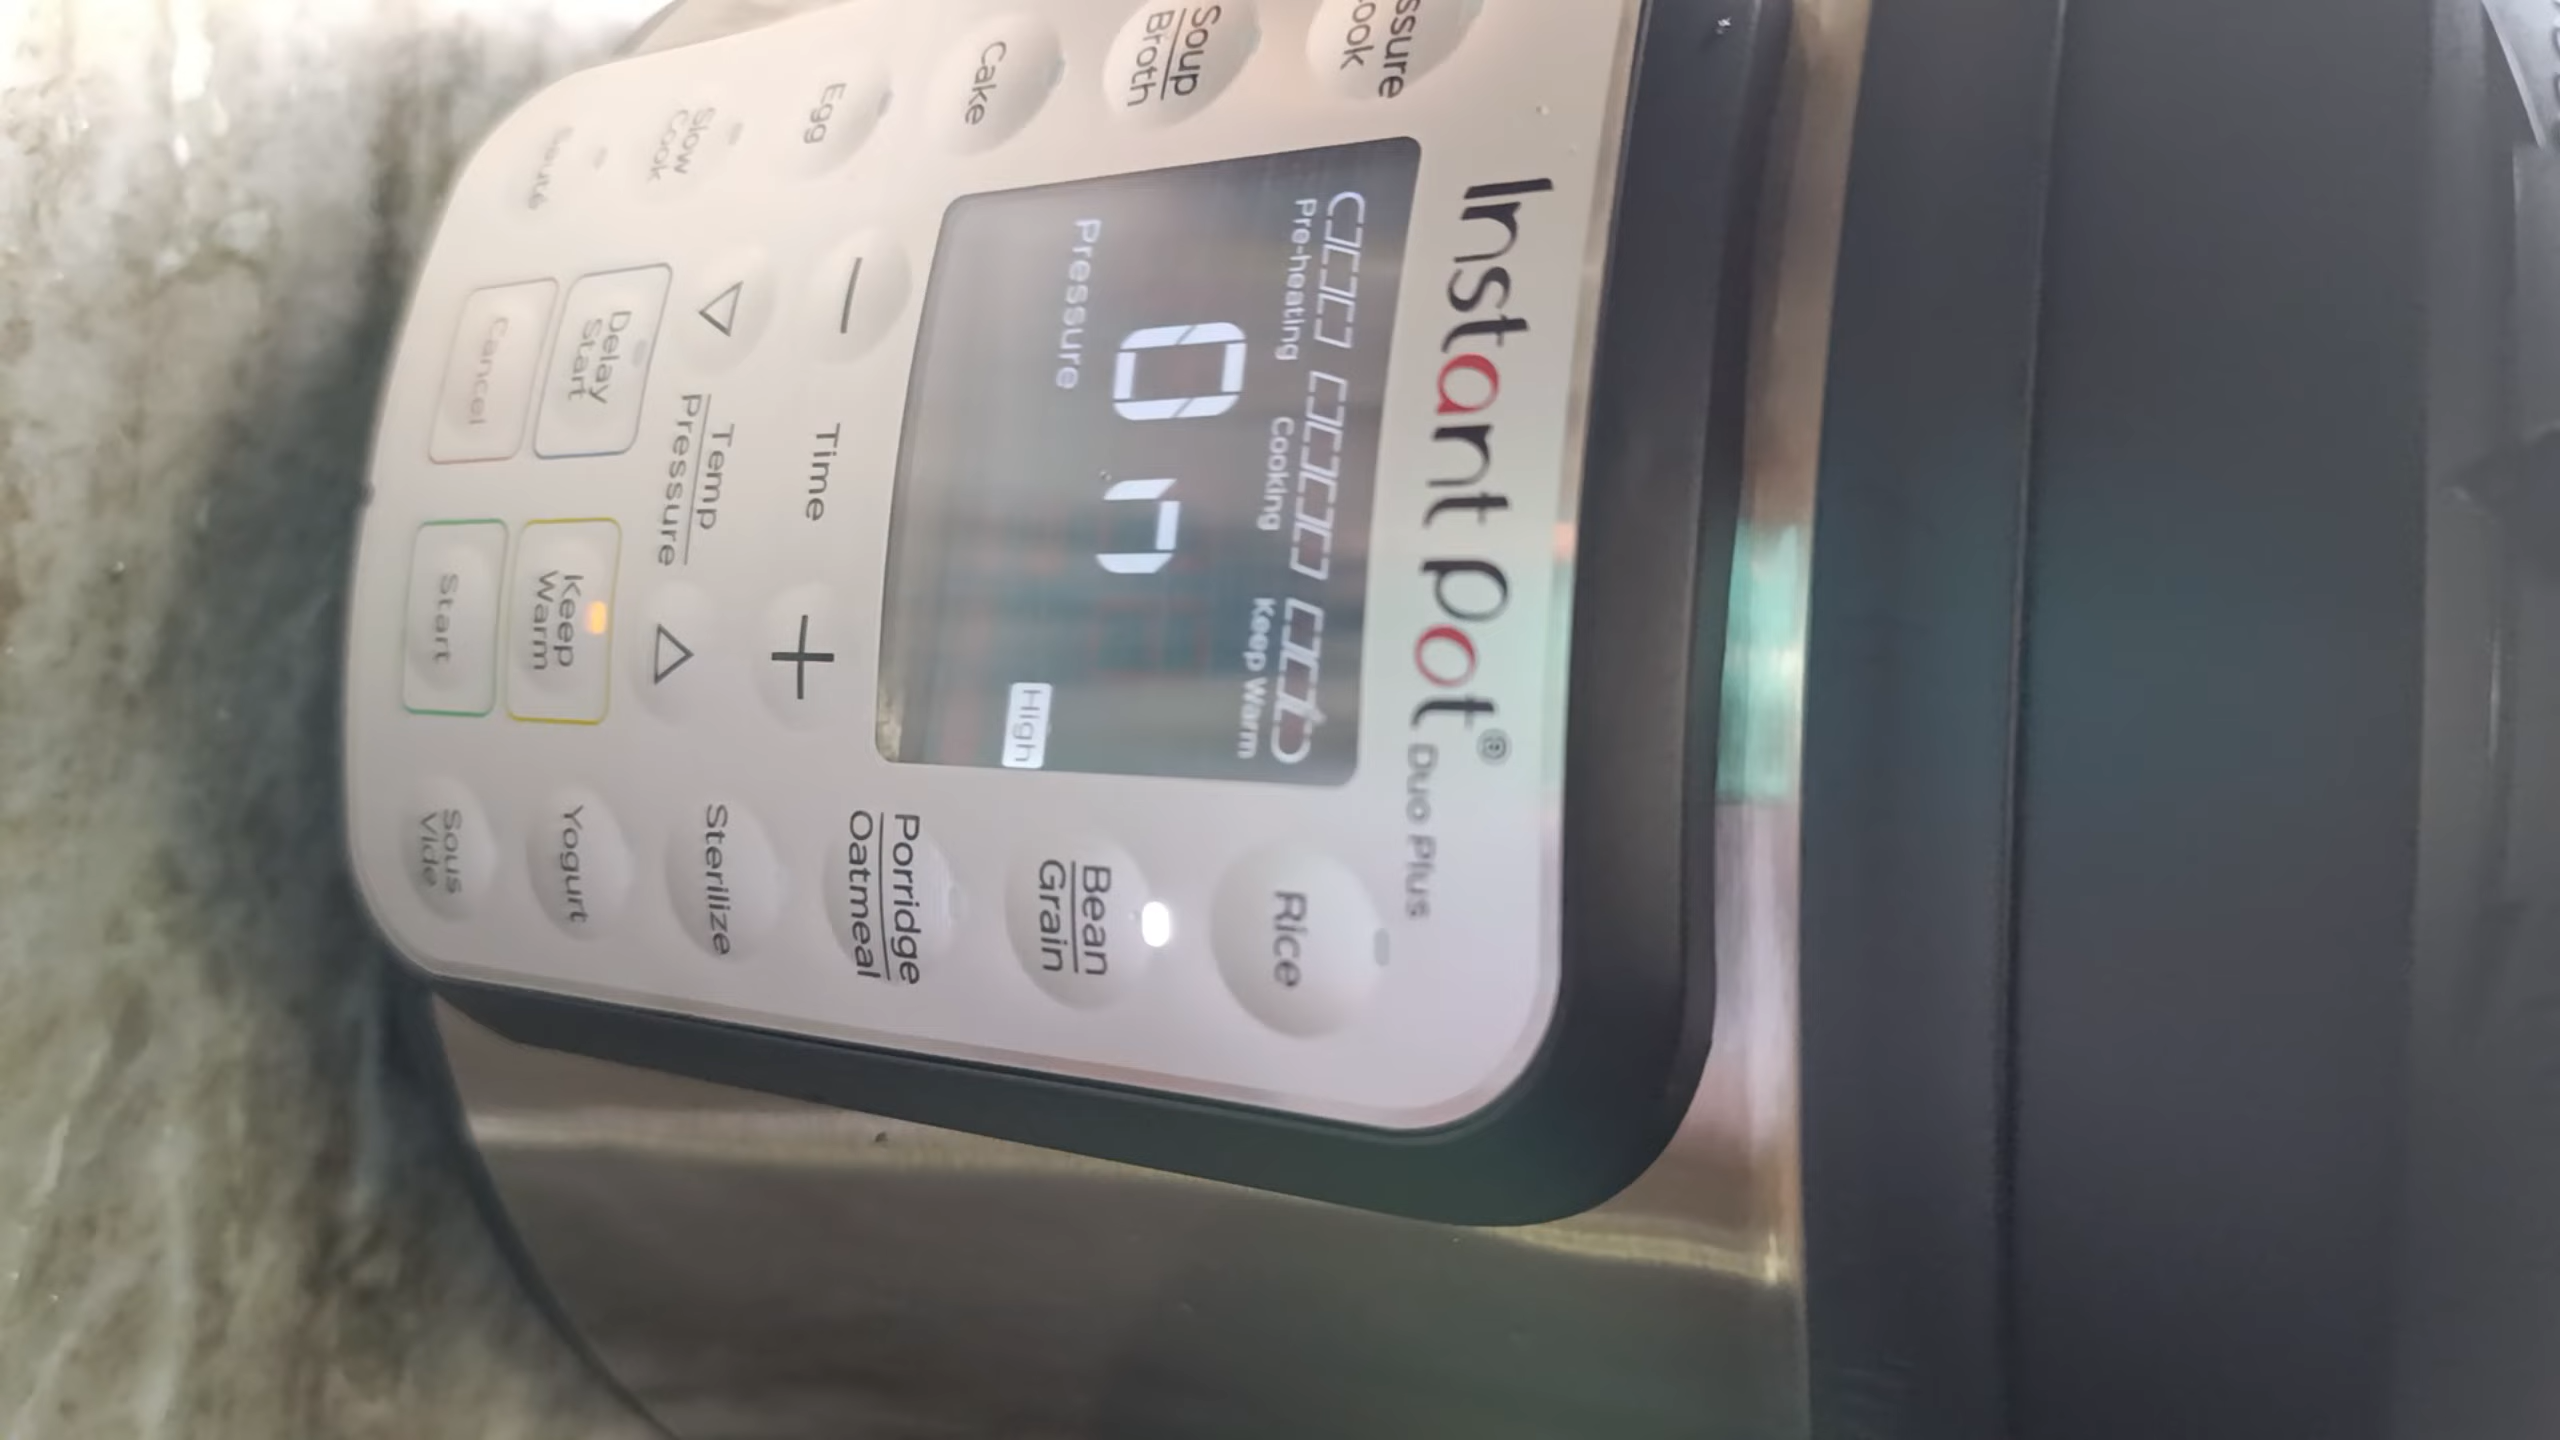 Instant Pot®
Duo Plus
Pre-heating Cooking Keep Warm
On
Pressure
High
Soup
Broth
Cake
Egg
Slow
Cook
Sauté
Rice
Bean
Grain
Porridge
Oatmeal
Sterilize
Yogurt
Sous
Vide
− Time +
Temp
Pressure
Delay
Start
Keep
Warm
Cancel
Start